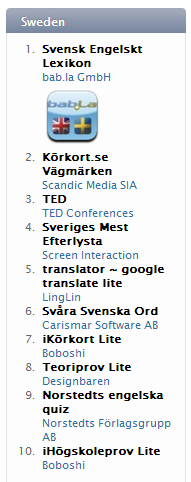 Sweden
1. Svensk Engelskt
Lexikon
bab.la GmbH
bab.la
2. Körkort.se
Vägmärken
Scandic Media SIA
3. TED
TED Conferences
4. Sveriges Mest
Efterlysta
Screen Interaction
5. translator ~ google
translate lite
LingLin
6. Svåra Svenska Ord
Carismar Software AB
7. iKörkort Lite
Boboshi
8. Teoriprov Lite
Designbaren
9. Norstedts engelska
quiz
Norstedts Förlagsgrupp
AB
10. iHögskoleprov Lite
Boboshi